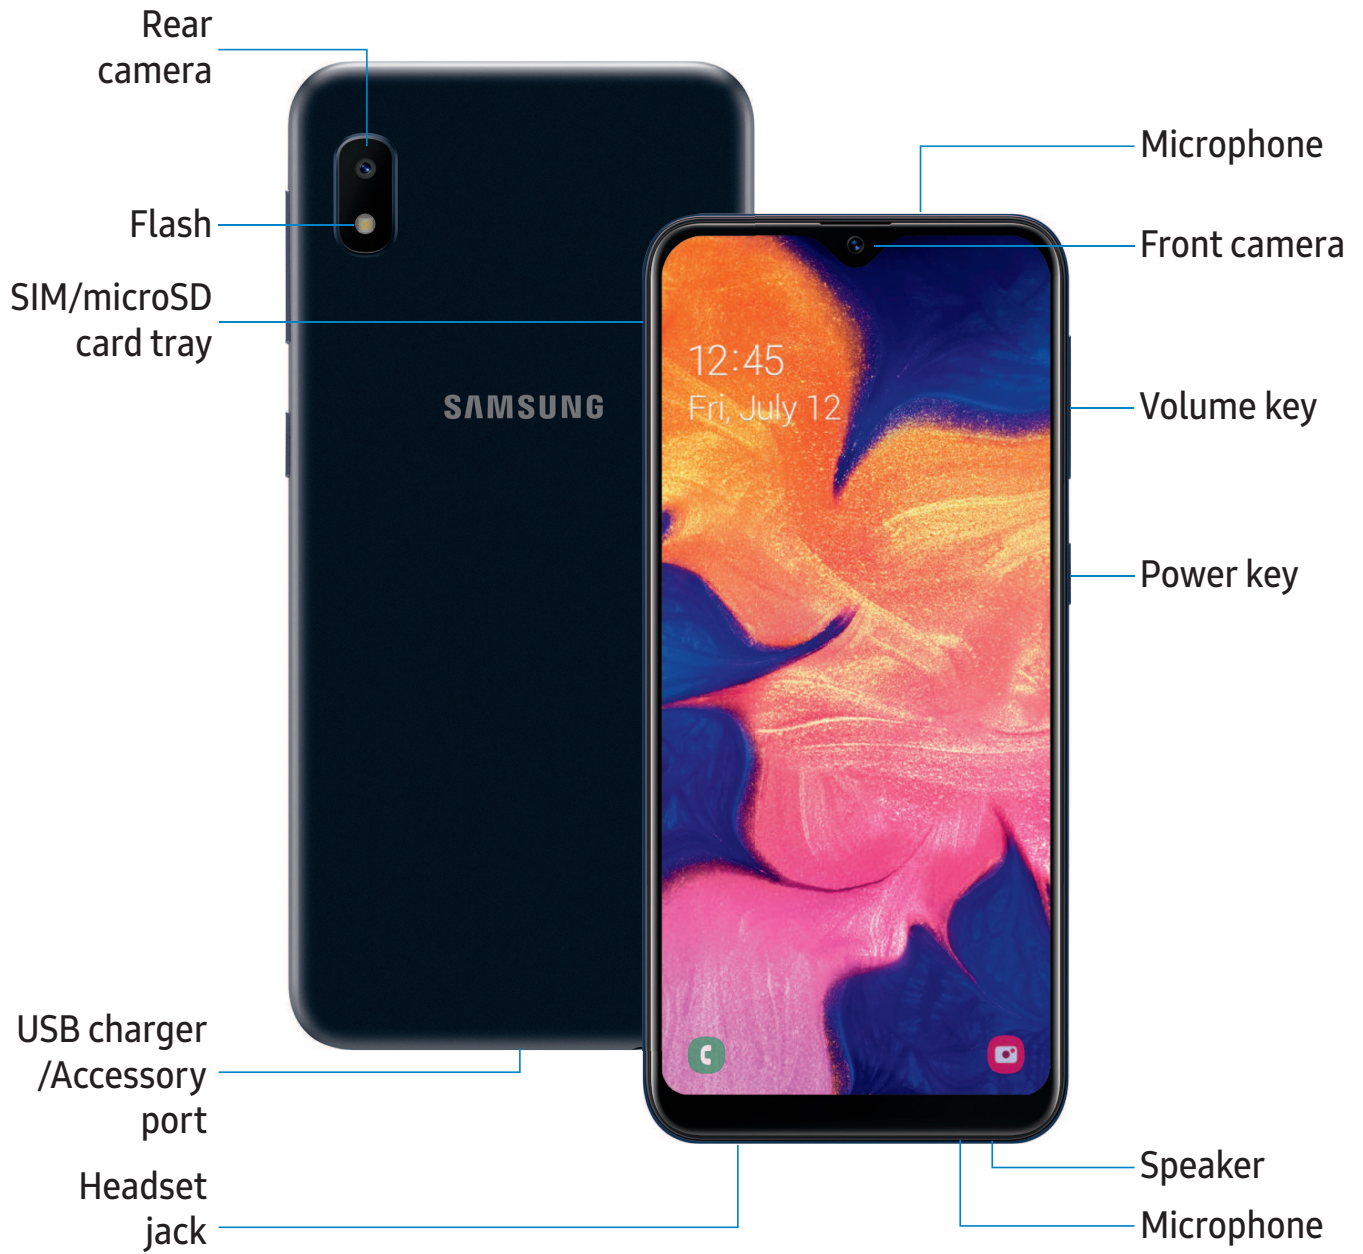 Rear
camera
Flash
SIM/microSD
card tray
SAMSUNG
USB charger
/Accessory
port
Headset
jack
12:45
Fri, July 12
Microphone
Front camera
Volume key
Power key
Speaker
Microphone